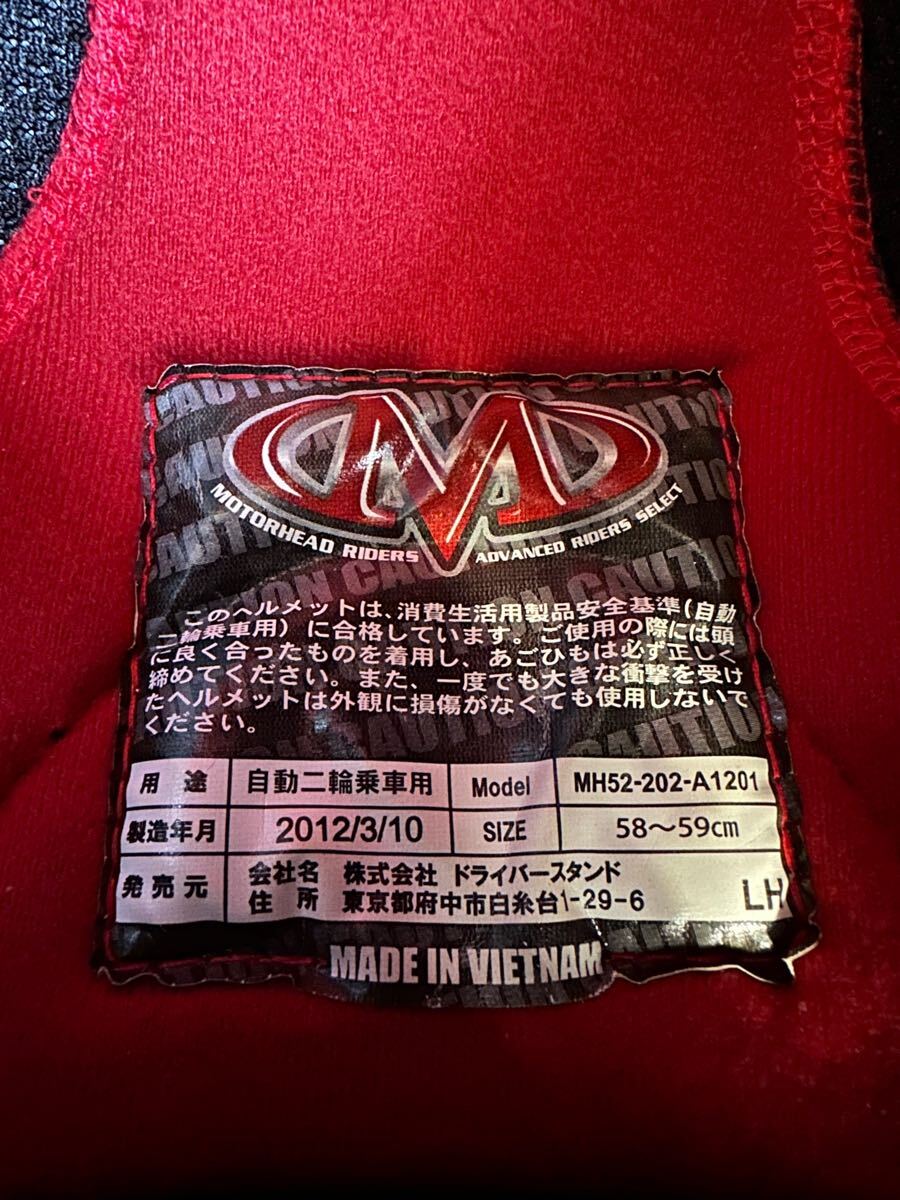 MOTORHEAD RIDERS ADVANCED RIDERS SELECT
このヘルメットは、消費生活用製品安全基準(自動
二輪乗車用)に合格しています。ご使用の際には頭
に良く合ったものを着用し、あごひもは必ず正しく
締めてください。また、一度でも大きな衝撃を受け
たヘルメットは外観に損傷がなくても使用しないで
ください。
用途 自動二輪乗車用 Model MH52-202-A1201
製造年月 2012/3/10 SIZE 58～59cm
発売元 会社名 株式会社 ドライバースタンド
住所 東京都府中市白糸台1-29-6 LH
MADE IN VIETNAM